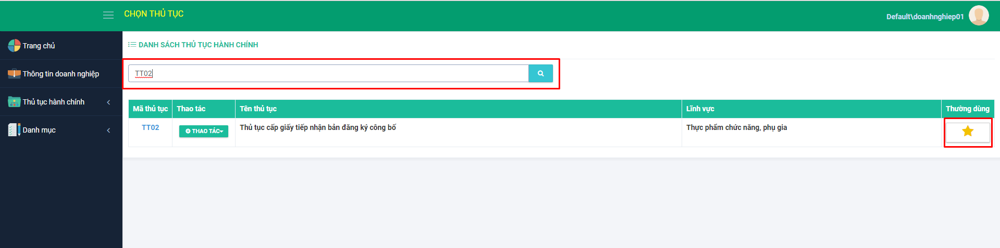 CHỌN THỦ TỤC
Default\doanhnghiep01
Trang chủ
Thông tin doanh nghiệp
Thủ tục hành chính
Danh mục
DANH SÁCH THỦ TỤC HÀNH CHÍNH
TT02
Mã thủ tục Thao tác Tên thủ tục Lĩnh vực Thường dùng
TT02 THAO TÁC Thủ tục cấp giấy tiếp nhận bản đăng ký công bố Thực phẩm chức năng, phụ gia